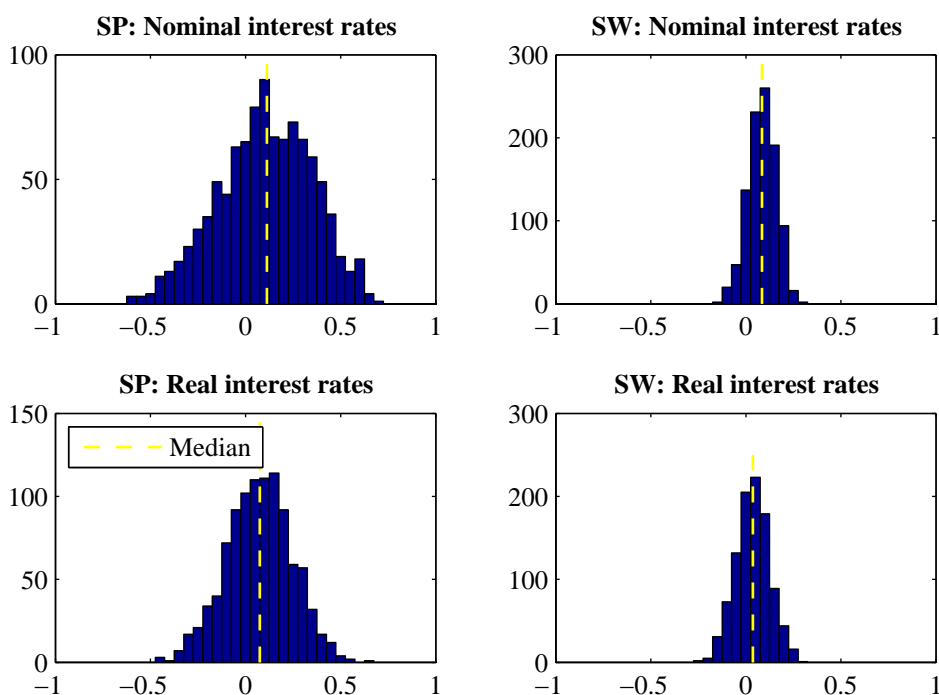 SP: Nominal interest rates
100
50
0
−1 −0.5 0 0.5 1
SW: Nominal interest rates
300
200
100
0
−1 −0.5 0 0.5 1
SP: Real interest rates
150
100
50
0
−1 −0.5 0 0.5 1
Median
SW: Real interest rates
300
200
100
0
−1 −0.5 0 0.5 1